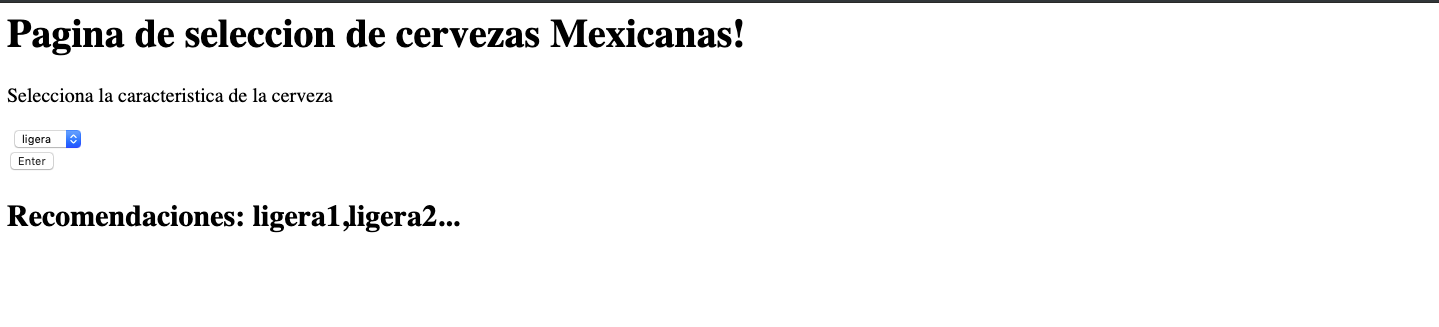 Pagina de seleccion de cervezas Mexicanas!
Selecciona la caracteristica de la cerveza
ligera
Enter
Recomendaciones: ligera1,ligera2...